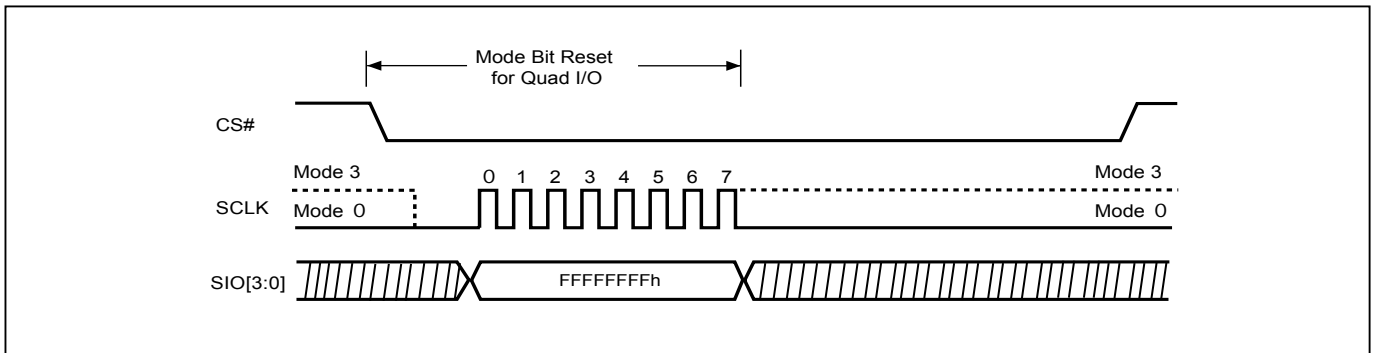 Mode Bit Reset
for Quad I/O
CS#
Mode 3
0 1 2 3 4 5 6 7
Mode 3
SCLK
Mode 0
Mode 0
SIO[3:0]
FFFFFFFFh